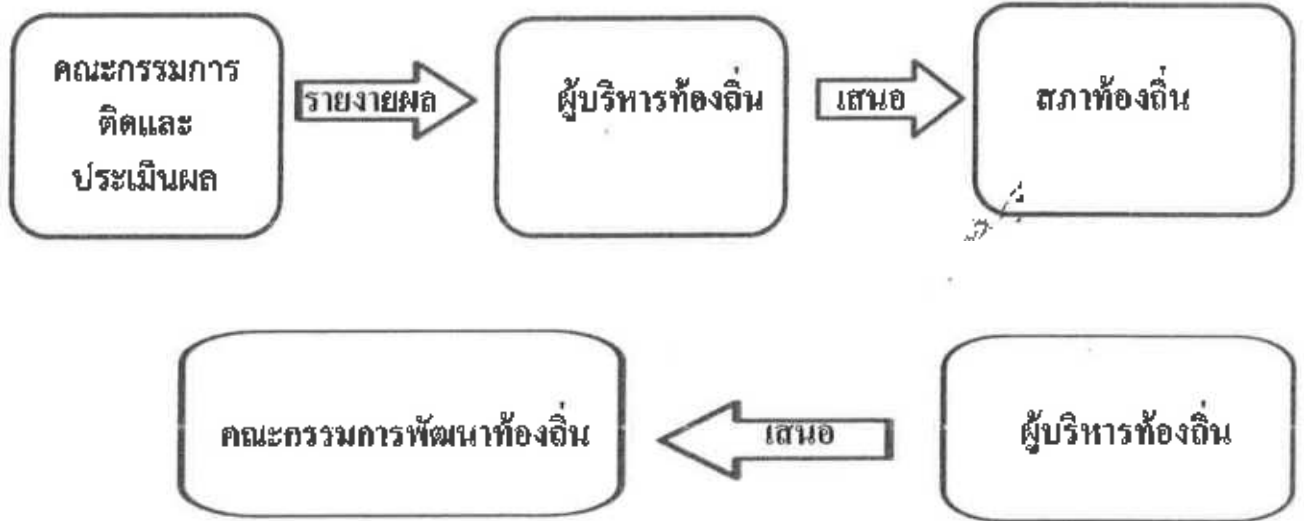 คณะกรรมการ
ติดและ
ประเมินผล
รายงายผล
ผู้บริหารท้องถิ่น
เสนอ
สภาท้องถิ่น
คณะกรรมการพัฒนาท้องถิ่น
เสนอ
ผู้บริหารท้องถิ่น